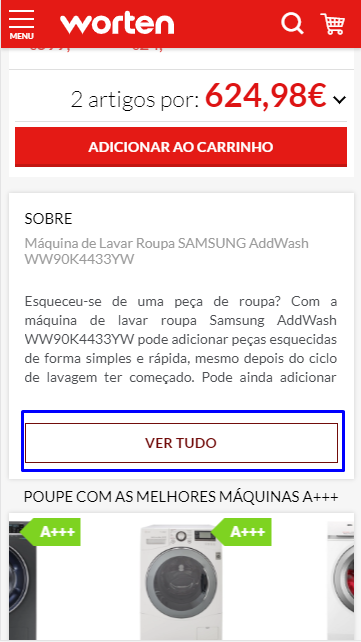 MENU
worten
2 artigos por: 624,98€
ADICIONAR AO CARRINHO
SOBRE
Máquina de Lavar Roupa SAMSUNG AddWash
WW90K4433YW
Esqueceu-se de uma peça de roupa? Com a
máquina de lavar roupa Samsung AddWash
WW90K4433YW pode adicionar peças esquecidas
de forma simples e rápida, mesmo depois do ciclo
de lavagem ter começado. Pode ainda adicionar
VER TUDO
POUPE COM AS MELHORES MÁQUINAS A+++
A+++ A+++